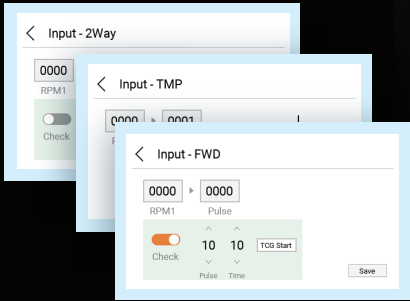 Input - 2Way
0000
RPM1
Check
Input - TMP
0000 0001
Input - FWD
0000 0000
RPM1 Pulse
10 10 TCG Start
Check
Pulse Time
Save